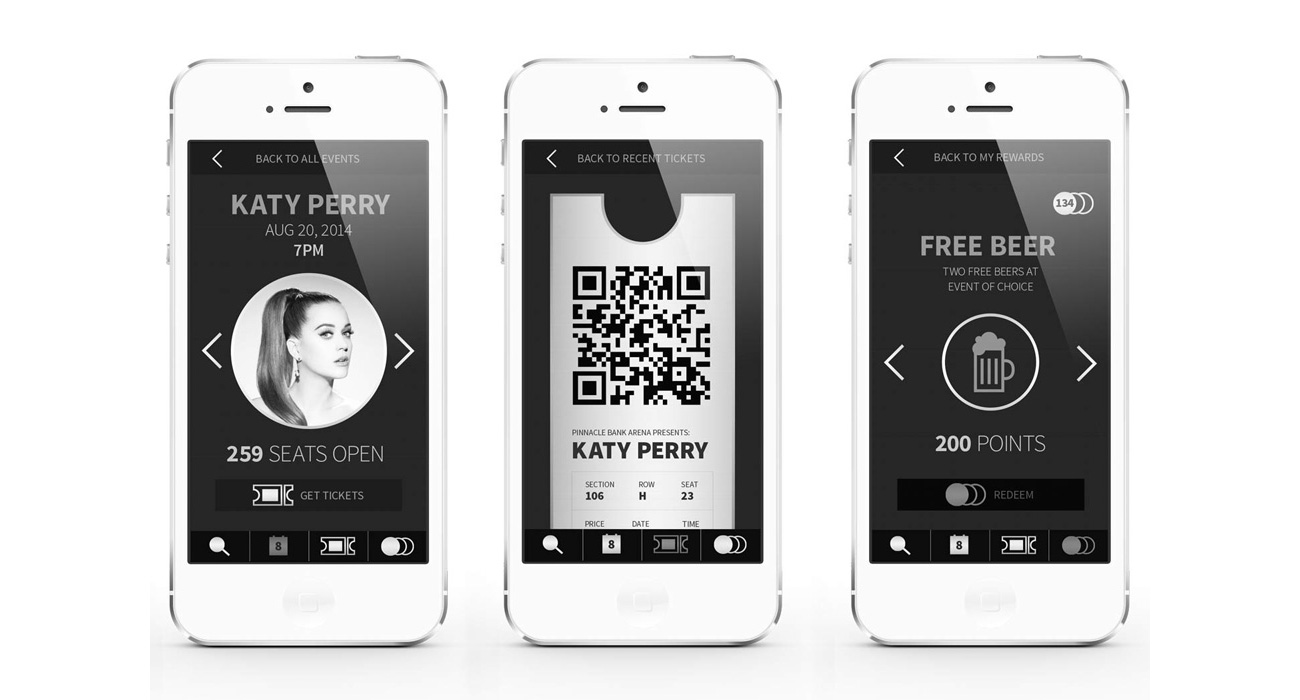 BACK TO ALL EVENTS
KATY PERRY
AUG 20, 2014
7PM
259 SEATS OPEN
GET TICKETS
8
BACK TO RECENT TICKETS
PINNACLE BANK ARENA PRESENTS:
KATY PERRY
SECTION ROW SEAT
106 H 23
PRICE DATE TIME
8
BACK TO MY REWARDS
134
FREE BEER
TWO FREE BEERS AT
EVENT OF CHOICE
200 POINTS
REDEEM
8